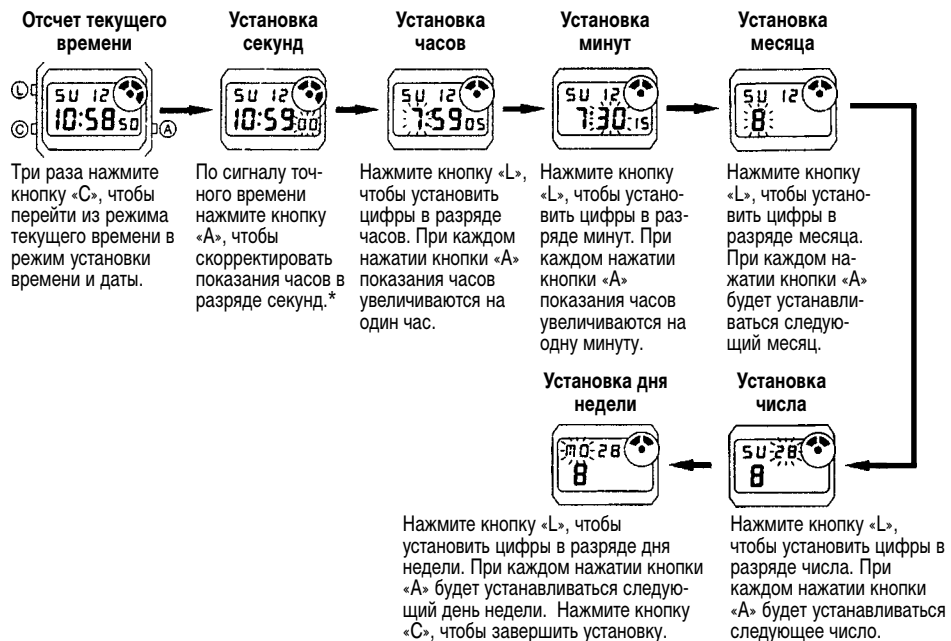 Отсчет текущего
времени
Установка
секунд
Установка
часов
Установка
минут
Установка
месяца
L
C
A
SU 12
10:58 50
SU 12
10:59 00
SU 12
7:59 05
SU 12
7:30 15
SU 12
8
Три раза нажмите
кнопку «C», чтобы
перейти из режима
текущего времени в
режим установки
времени и даты.
По сигналу точ-
ного времени
нажмите кнопку
«A», чтобы
скорректировать
показания часов в
разряде секунд.*
Нажмите кнопку «L»,
чтобы установить
цифры в разряде
часов. При каждом
нажатии кнопки «A»
показания часов
увеличиваются на
один час.
Нажмите кнопку
«L», чтобы устано-
вить цифры в раз-
ряде минут. При
каждом нажатии
кнопки «A»
показания часов
увеличиваются на
одну минуту.
Нажмите кнопку
«L», чтобы устано-
вить цифры в
разряде месяца.
При каждом на-
жатии кнопки «A»
будет устанавли-
ваться следую-
щий месяц.
Установка дня
недели
MO-28
8
Нажмите кнопку «L», чтобы
установить цифры в разряде дня
недели. При каждом нажатии кнопки
«A» будет устанавливаться следую-
щий день недели. Нажмите кнопку
«C», чтобы завершить установку.
Установка
числа
SU-28
8
Нажмите кнопку «L»,
чтобы установить цифры в
разряде числа. При
каждом нажатии кнопки
«A» будет устанавливаться
следующее число.